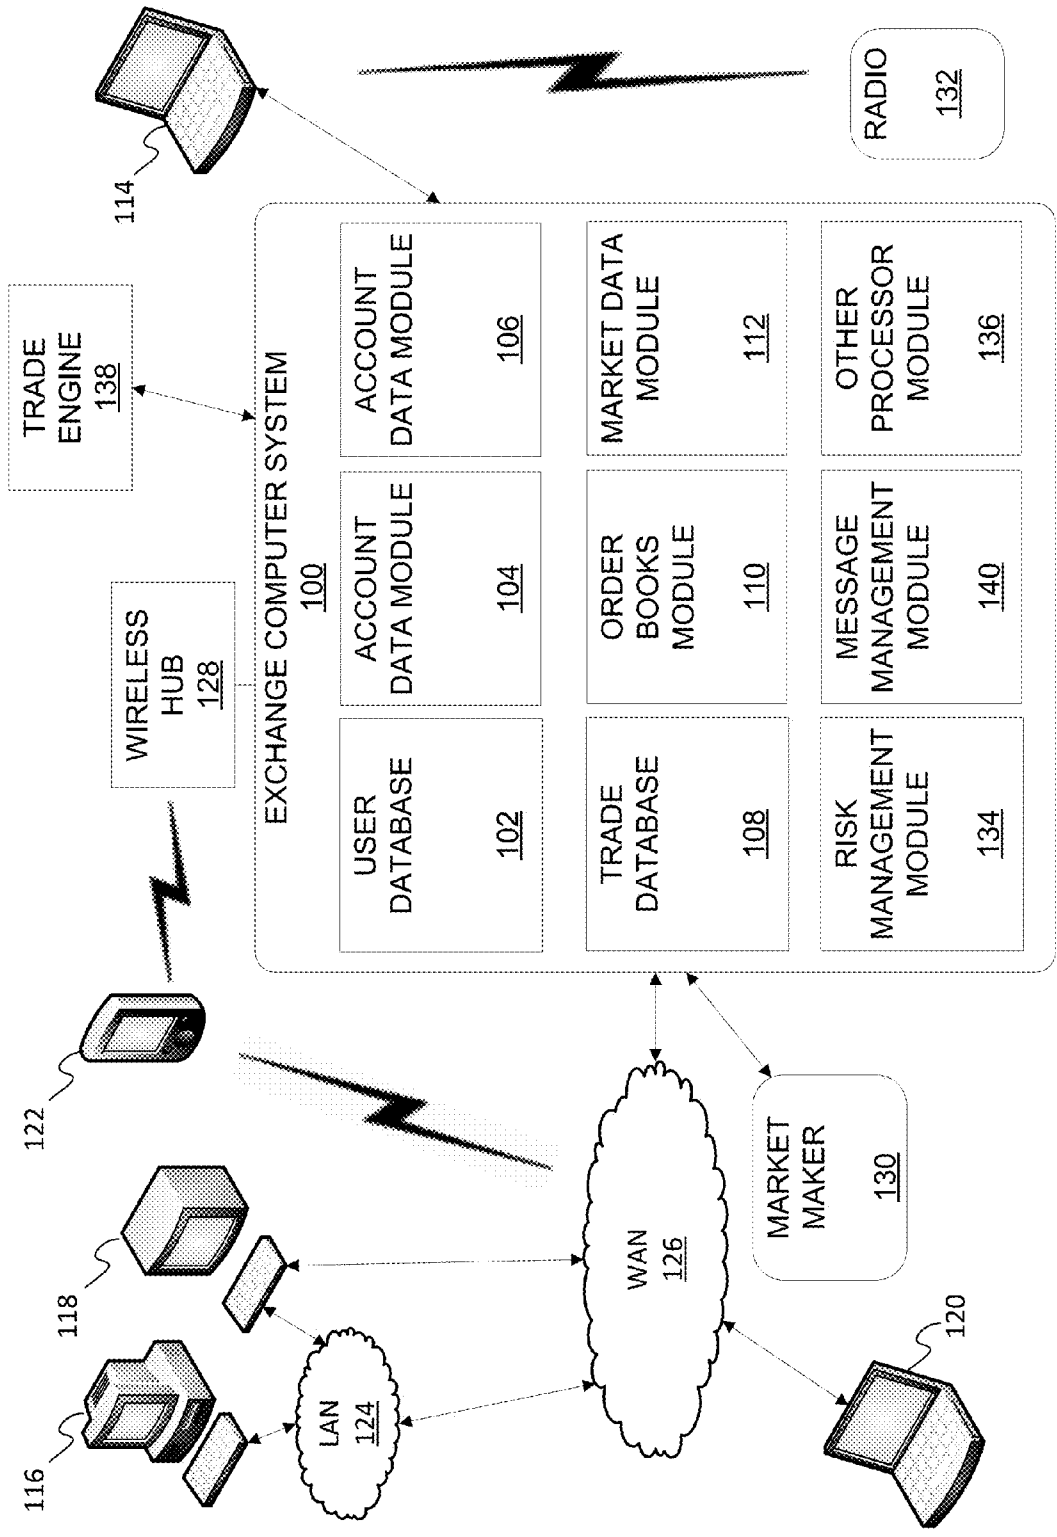 114
TRADE
ENGINE
138
WIRELESS
HUB
128
122
118
116
EXCHANGE COMPUTER SYSTEM
100
USER
DATABASE
102
ACCOUNT
DATA MODULE
104
ACCOUNT
DATA MODULE
106
TRADE
DATABASE
108
ORDER
BOOKS
MODULE
110
MARKET DATA
MODULE
112
RISK
MANAGEMENT
MODULE
134
MESSAGE
MANAGEMENT
MODULE
140
OTHER
PROCESSOR
MODULE
136
LAN
124
WAN
126
MARKET
MAKER
130
RADIO
132
120